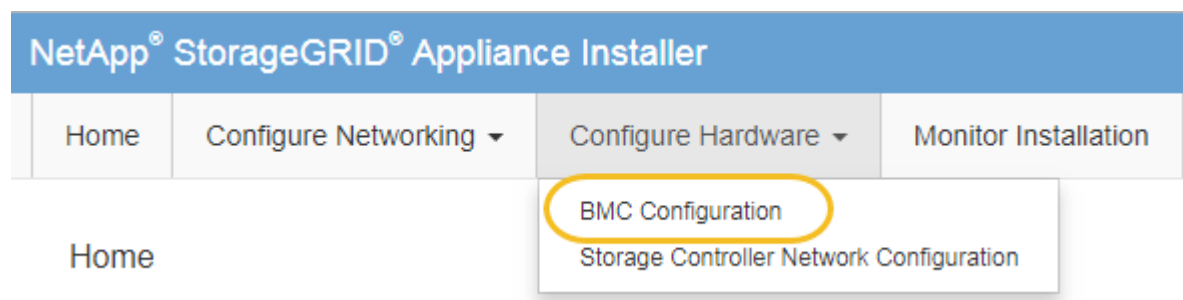 NetApp® StorageGRID® Appliance Installer
Home Configure Networking Configure Hardware Monitor Installation
BMC Configuration
Home
Storage Controller Network Configuration